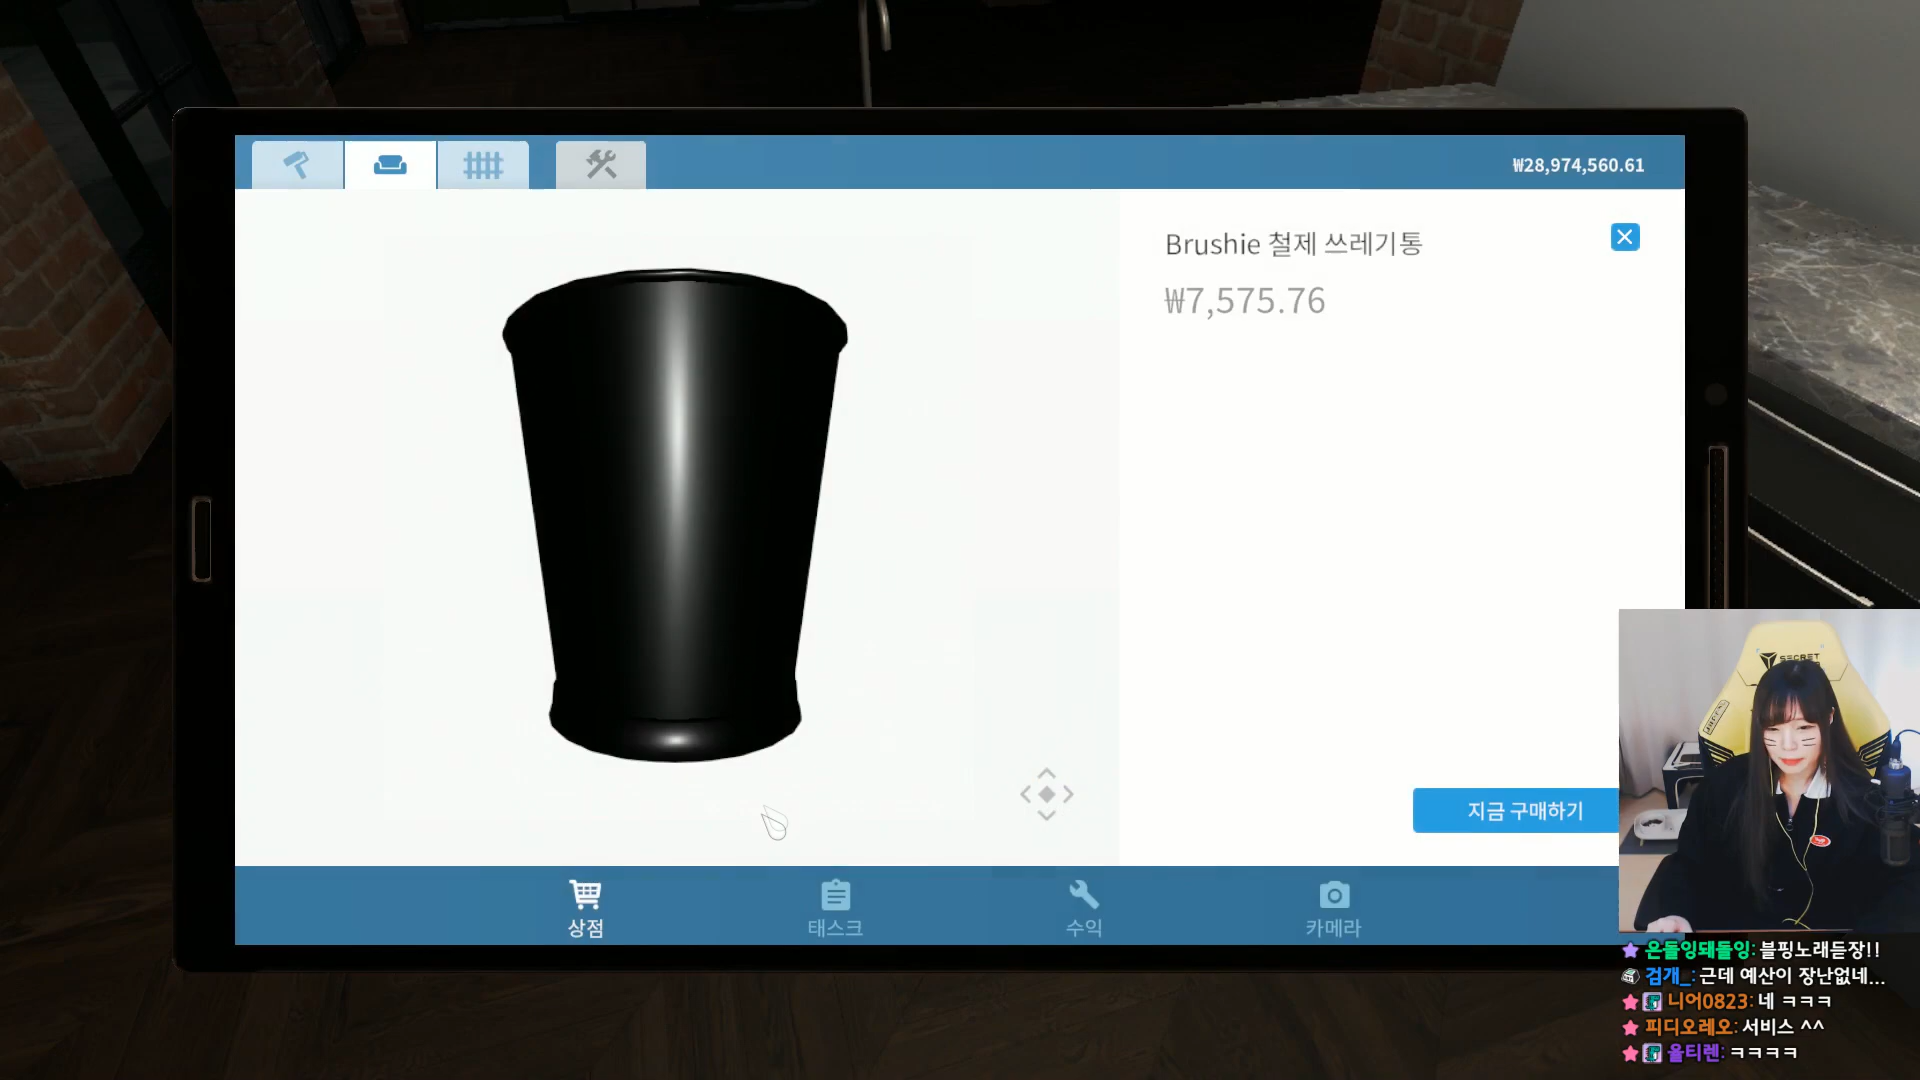 ₩28,974,560.61
Brushie 철제 쓰레기통
₩7,575.76
지금 구매하기
상점
태스크
수익
카메라
SECRET
은돌잉돼돌잉: 블핑노래듣장!!
검개_: 근데 예산이 장난없네...
니어0823: 네 ㅋㅋㅋ
피디오레오: 서비스 ^^
율티렌: ㅋㅋㅋㅋ